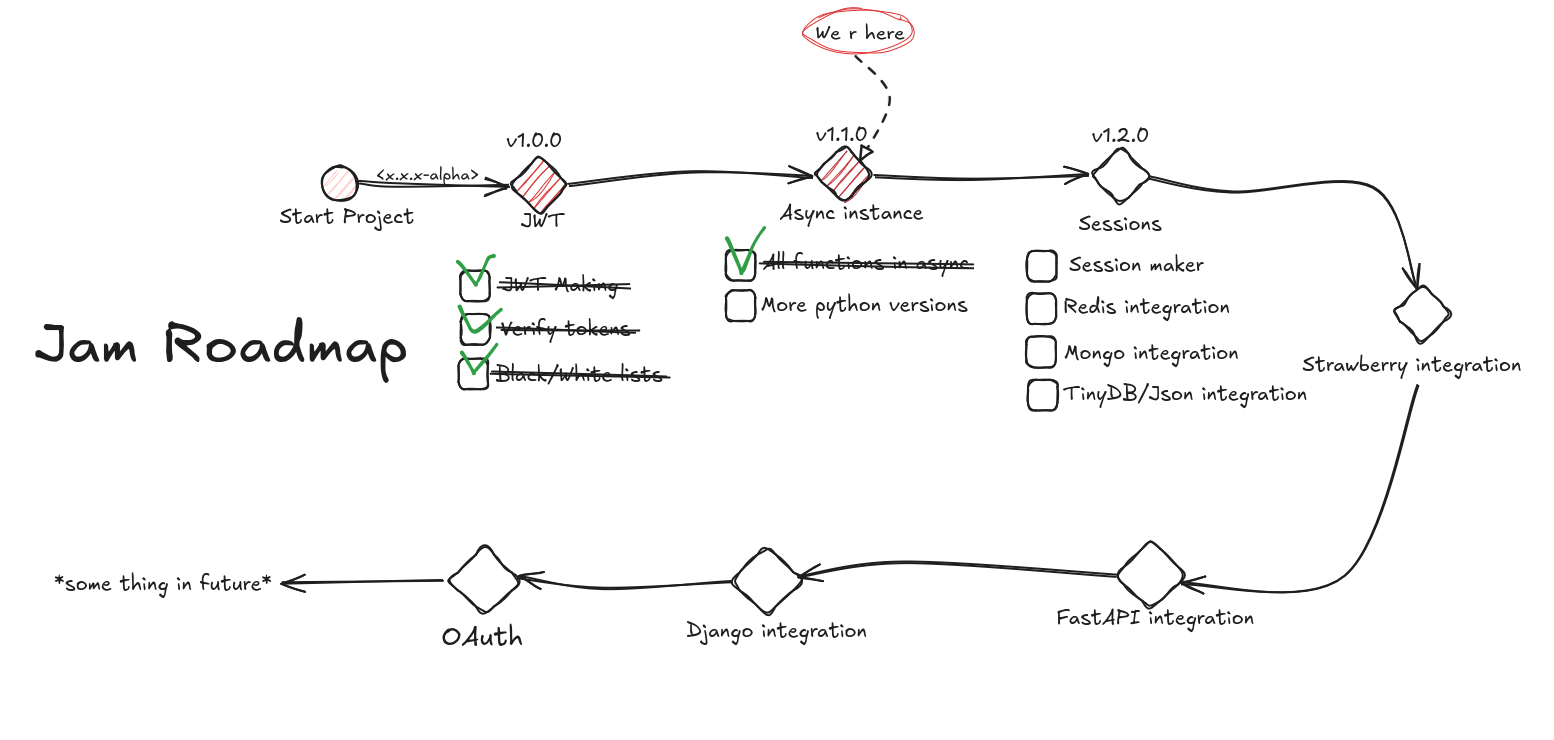 We r here
v1.0.0
v1.1.0
v1.2.0
<x.x.x-alpha>
Start Project
JWT
Async instance
Sessions
JWT Making
Verify tokens
Black/White lists
All functions in async
More python versions
Session maker
Redis integration
Mongo integration
TinyDB/Json integration
Jam Roadmap
Strawberry integration
*some thing in future*
OAuth
Django integration
FastAPI integration